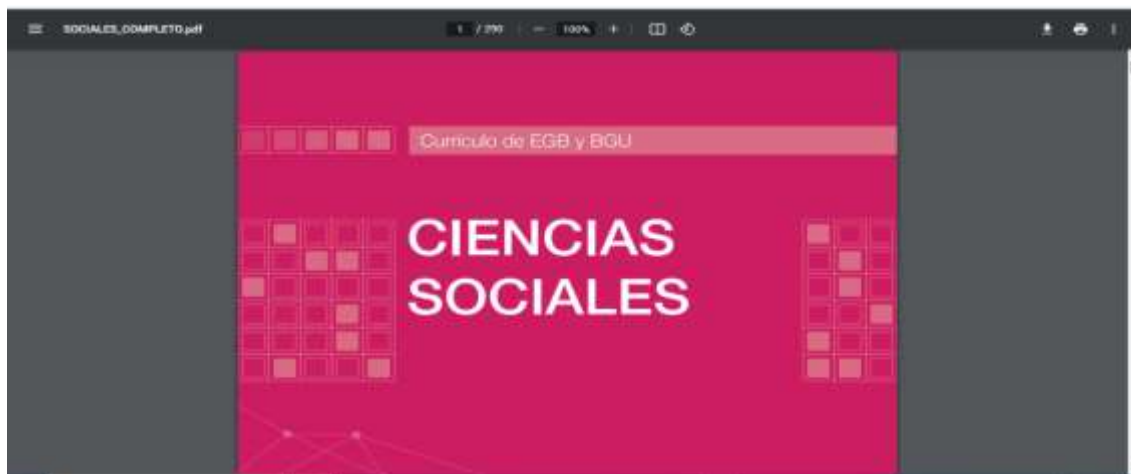 SOCIALES_COMPLETO.pdf
1 / 290
100%
Currículo de EGB y BGU
CIENCIAS
SOCIALES